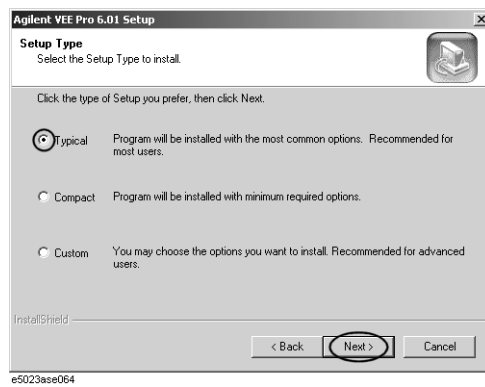 Agilent VEE Pro 6.01 Setup
Setup Type
Select the Setup Type to install.
Click the type of Setup you prefer, then click Next.
Typical Program will be installed with the most common options. Recommended for
most users.
Compact Program will be installed with minimum required options.
Custom You may choose the options you want to install. Recommended for advanced
users.
InstallShield
< Back Next > Cancel
e5023ase064